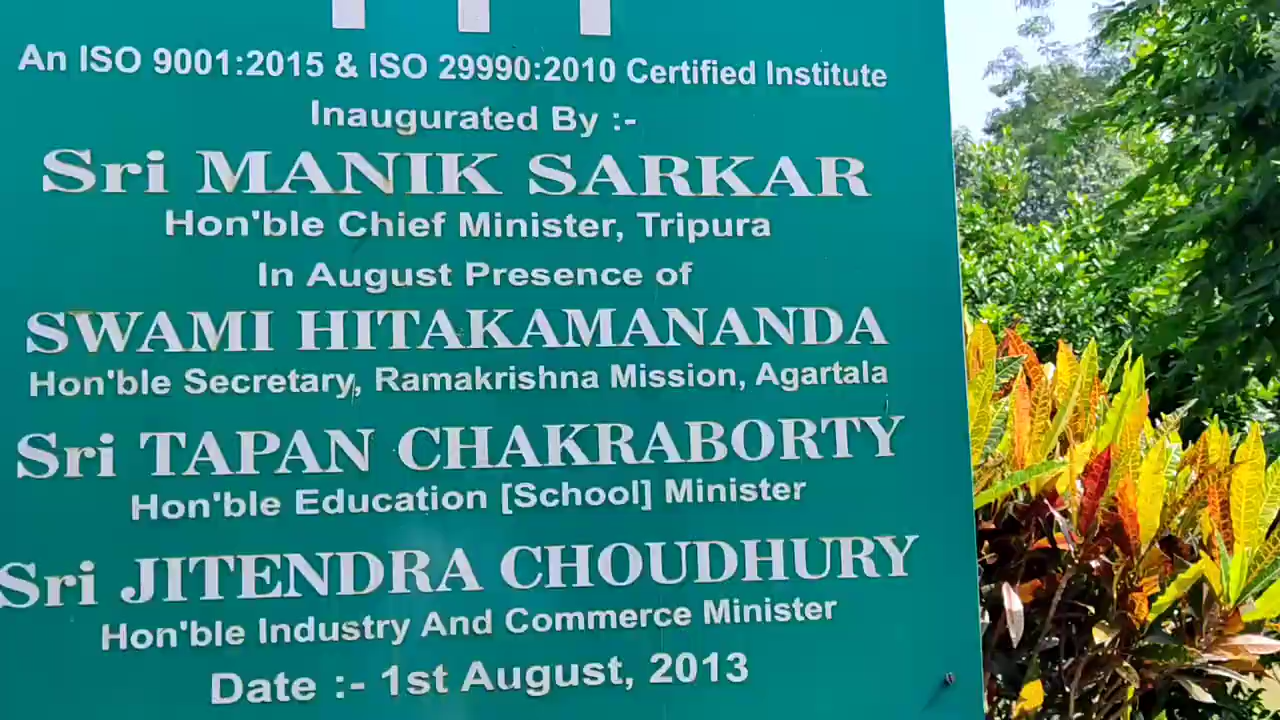 An ISO 9001:2015 & ISO 29990:2010 Certified Institute
Inaugurated By :-
Sri MANIK SARKAR
Hon'ble Chief Minister, Tripura
In August Presence of
SWAMI HITAKAMANANDA
Hon'ble Secretary, Ramakrishna Mission, Agartala
Sri TAPAN CHAKRABORTY
Hon'ble Education [School] Minister
Sri JITENDRA CHOUDHURY
Hon'ble Industry And Commerce Minister
Date :- 1st August, 2013